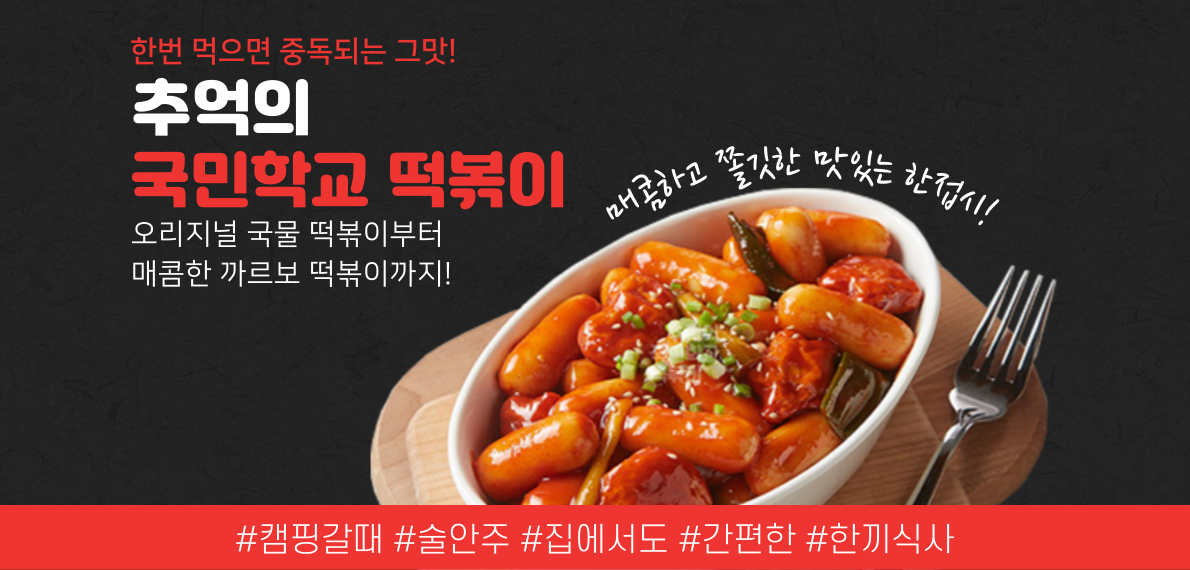 한번 먹으면 중독되는 그맛!
추억의
국민학교 떡볶이
오리지널 국물 떡볶이부터
매콤한 까르보 떡볶이까지!
매콤하고 쫄깃한 맛있는 한접시!
#캠핑갈때 #술안주 #집에서도 #간편한 #한끼식사